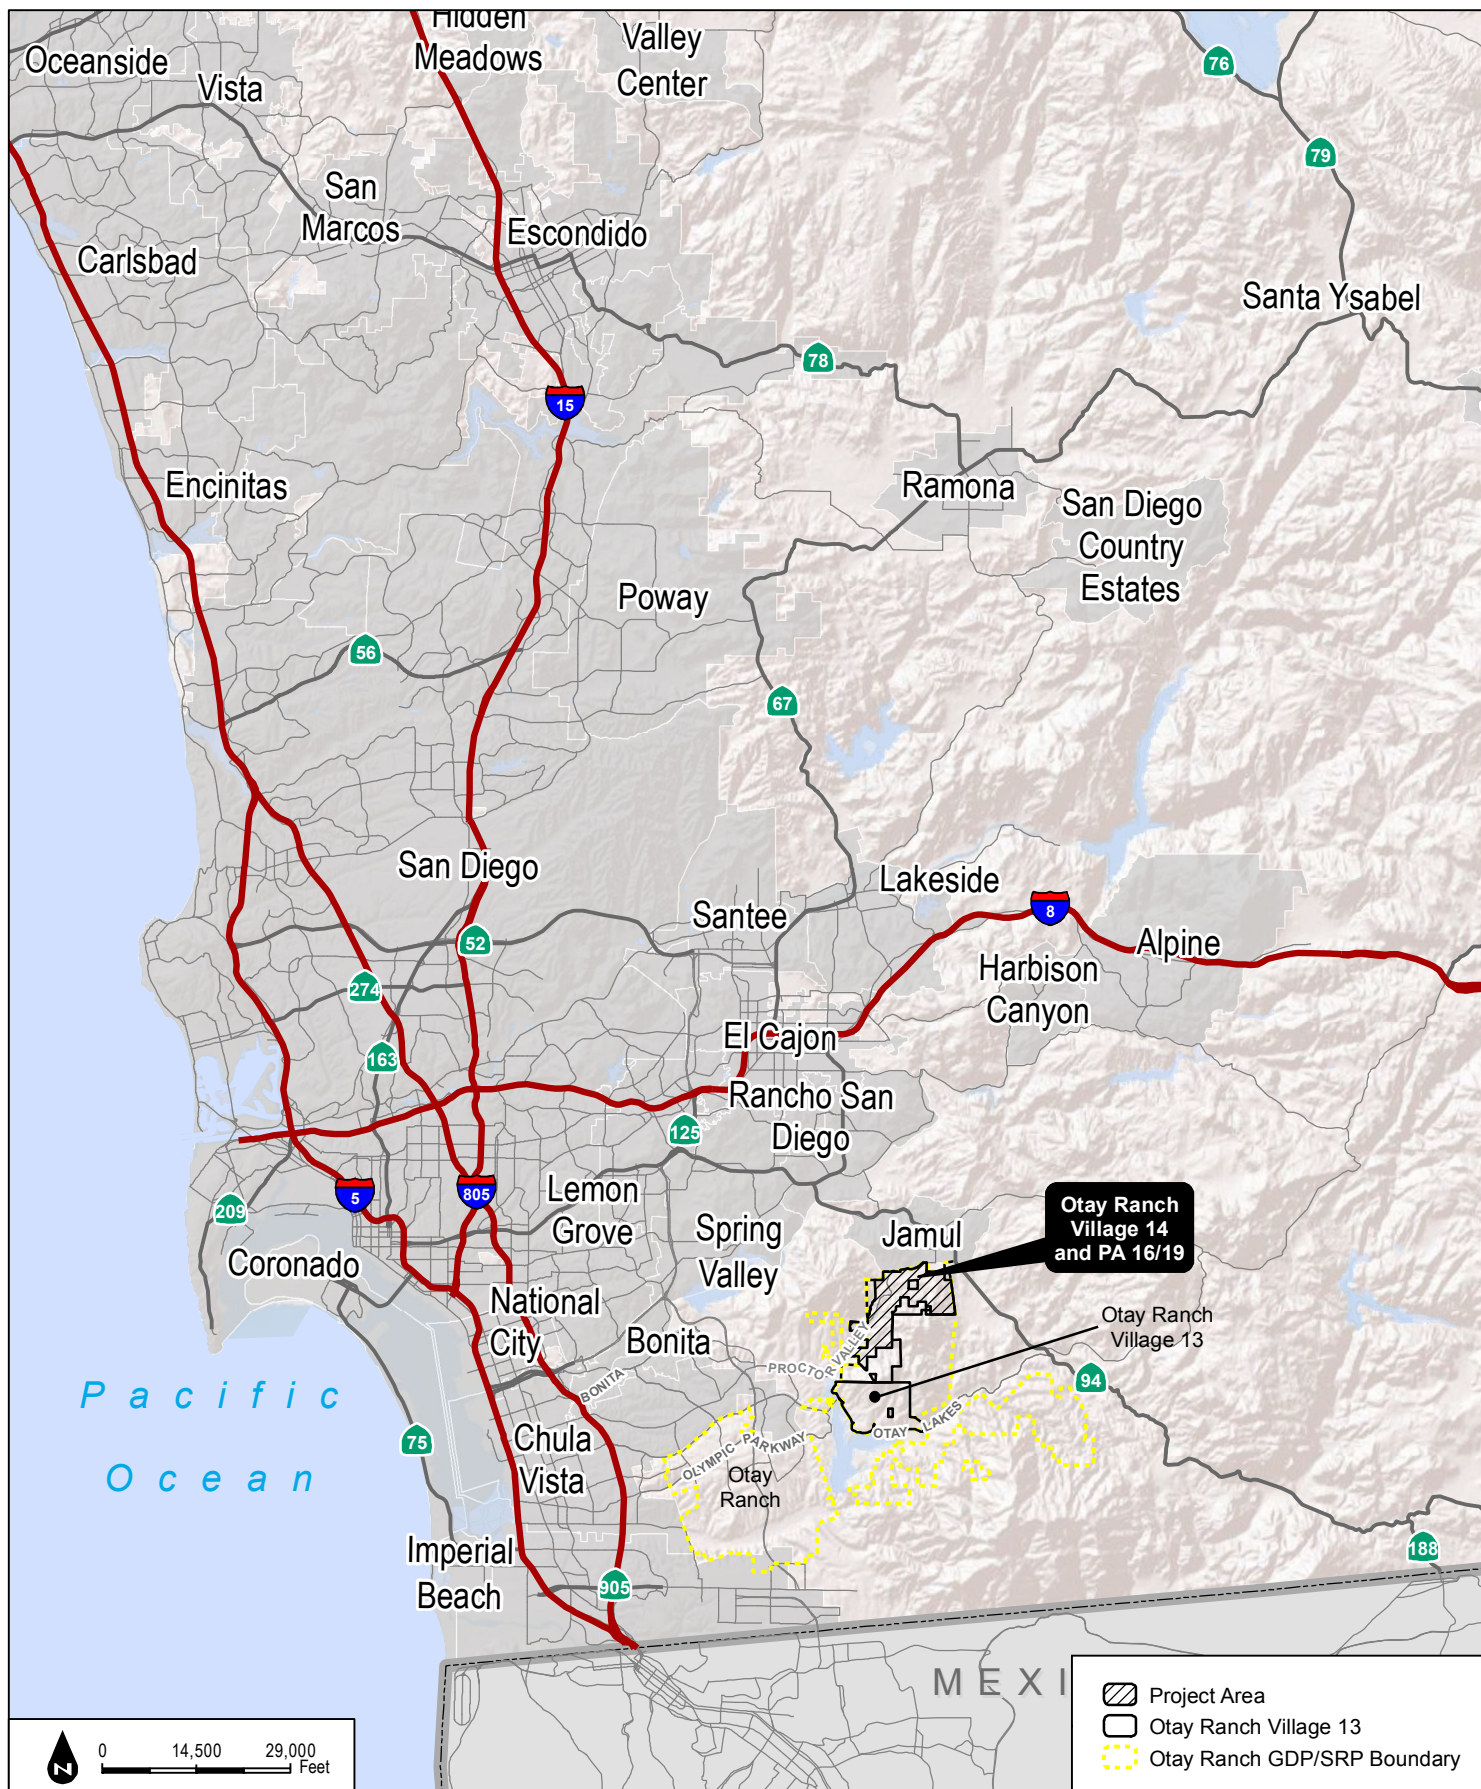 Hidden
Meadows
Valley
Center
Oceanside
Vista
76
79
San
Marcos
Escondido
Carlsbad
Santa Ysabel
78
15
Encinitas
Ramona
San Diego
Country
Estates
Poway
56
67
San Diego
Lakeside
Santee
8
52
Alpine
Harbison
Canyon
274
163
El Cajon
Rancho San
Diego
125
5
805
209
Lemon
Grove
Spring
Valley
Jamul
Otay Ranch
Village 14
and PA 16/19
Coronado
National
City
Bonita
Otay Ranch
Village 13
PROCTOR VALLEY
BONITA
94
Pacific
Ocean
75
Chula
Vista
OLYMPIC PARKWAY
OTAY LAKES
Otay
Ranch
Imperial
Beach
905
188
MEXI
Project Area
Otay Ranch Village 13
Otay Ranch GDP/SRP Boundary
N
0 14,500 29,000
Feet